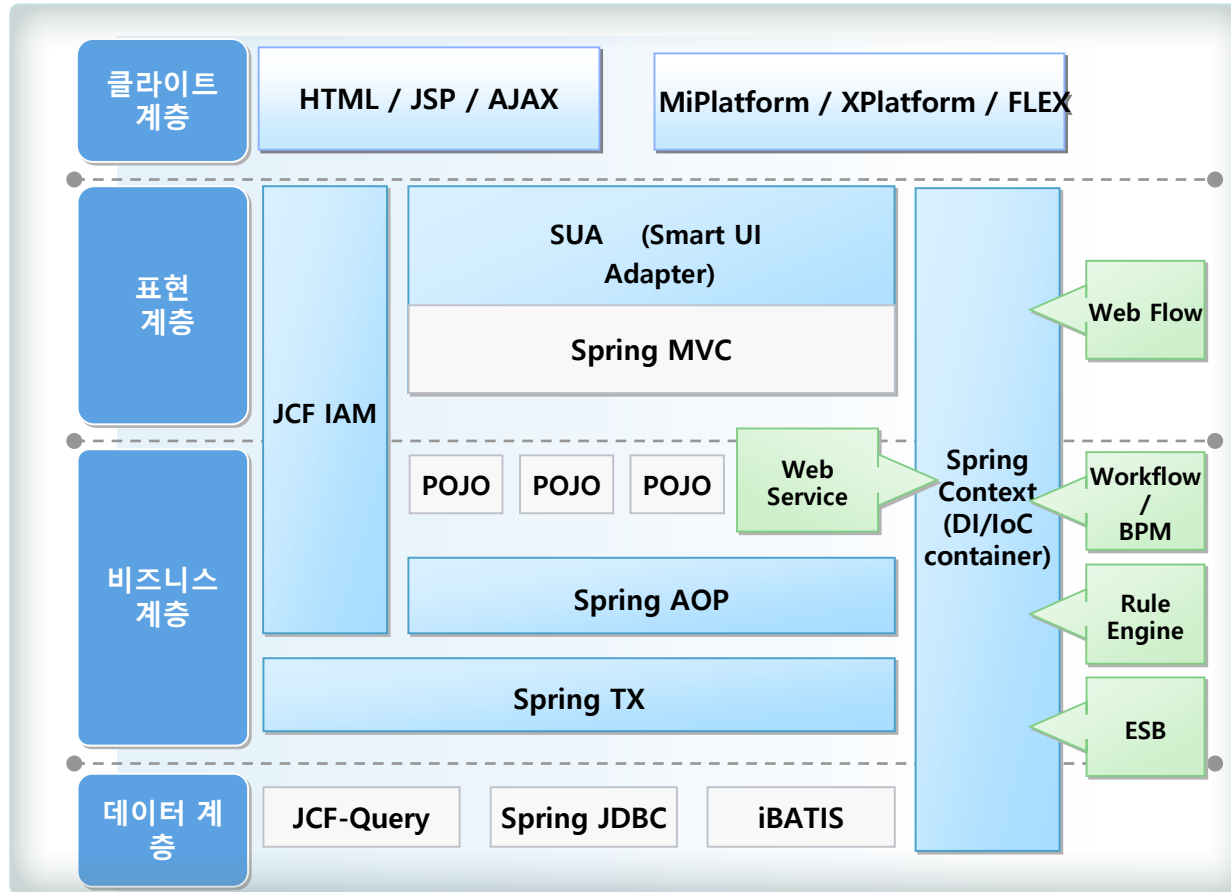 클라이트
계층
HTML / JSP / AJAX
MiPlatform / XPlatform / FLEX
표현
계층
SUA (Smart UI
Adapter)
Spring MVC
JCF IAM
Web Flow
비즈니스
계층
POJO
POJO
POJO
Web
Service
Spring
Context
(DI/IoC
container)
Workflow
/
BPM
Spring AOP
Rule
Engine
Spring TX
ESB
데이터 계
층
JCF-Query
Spring JDBC
iBATIS